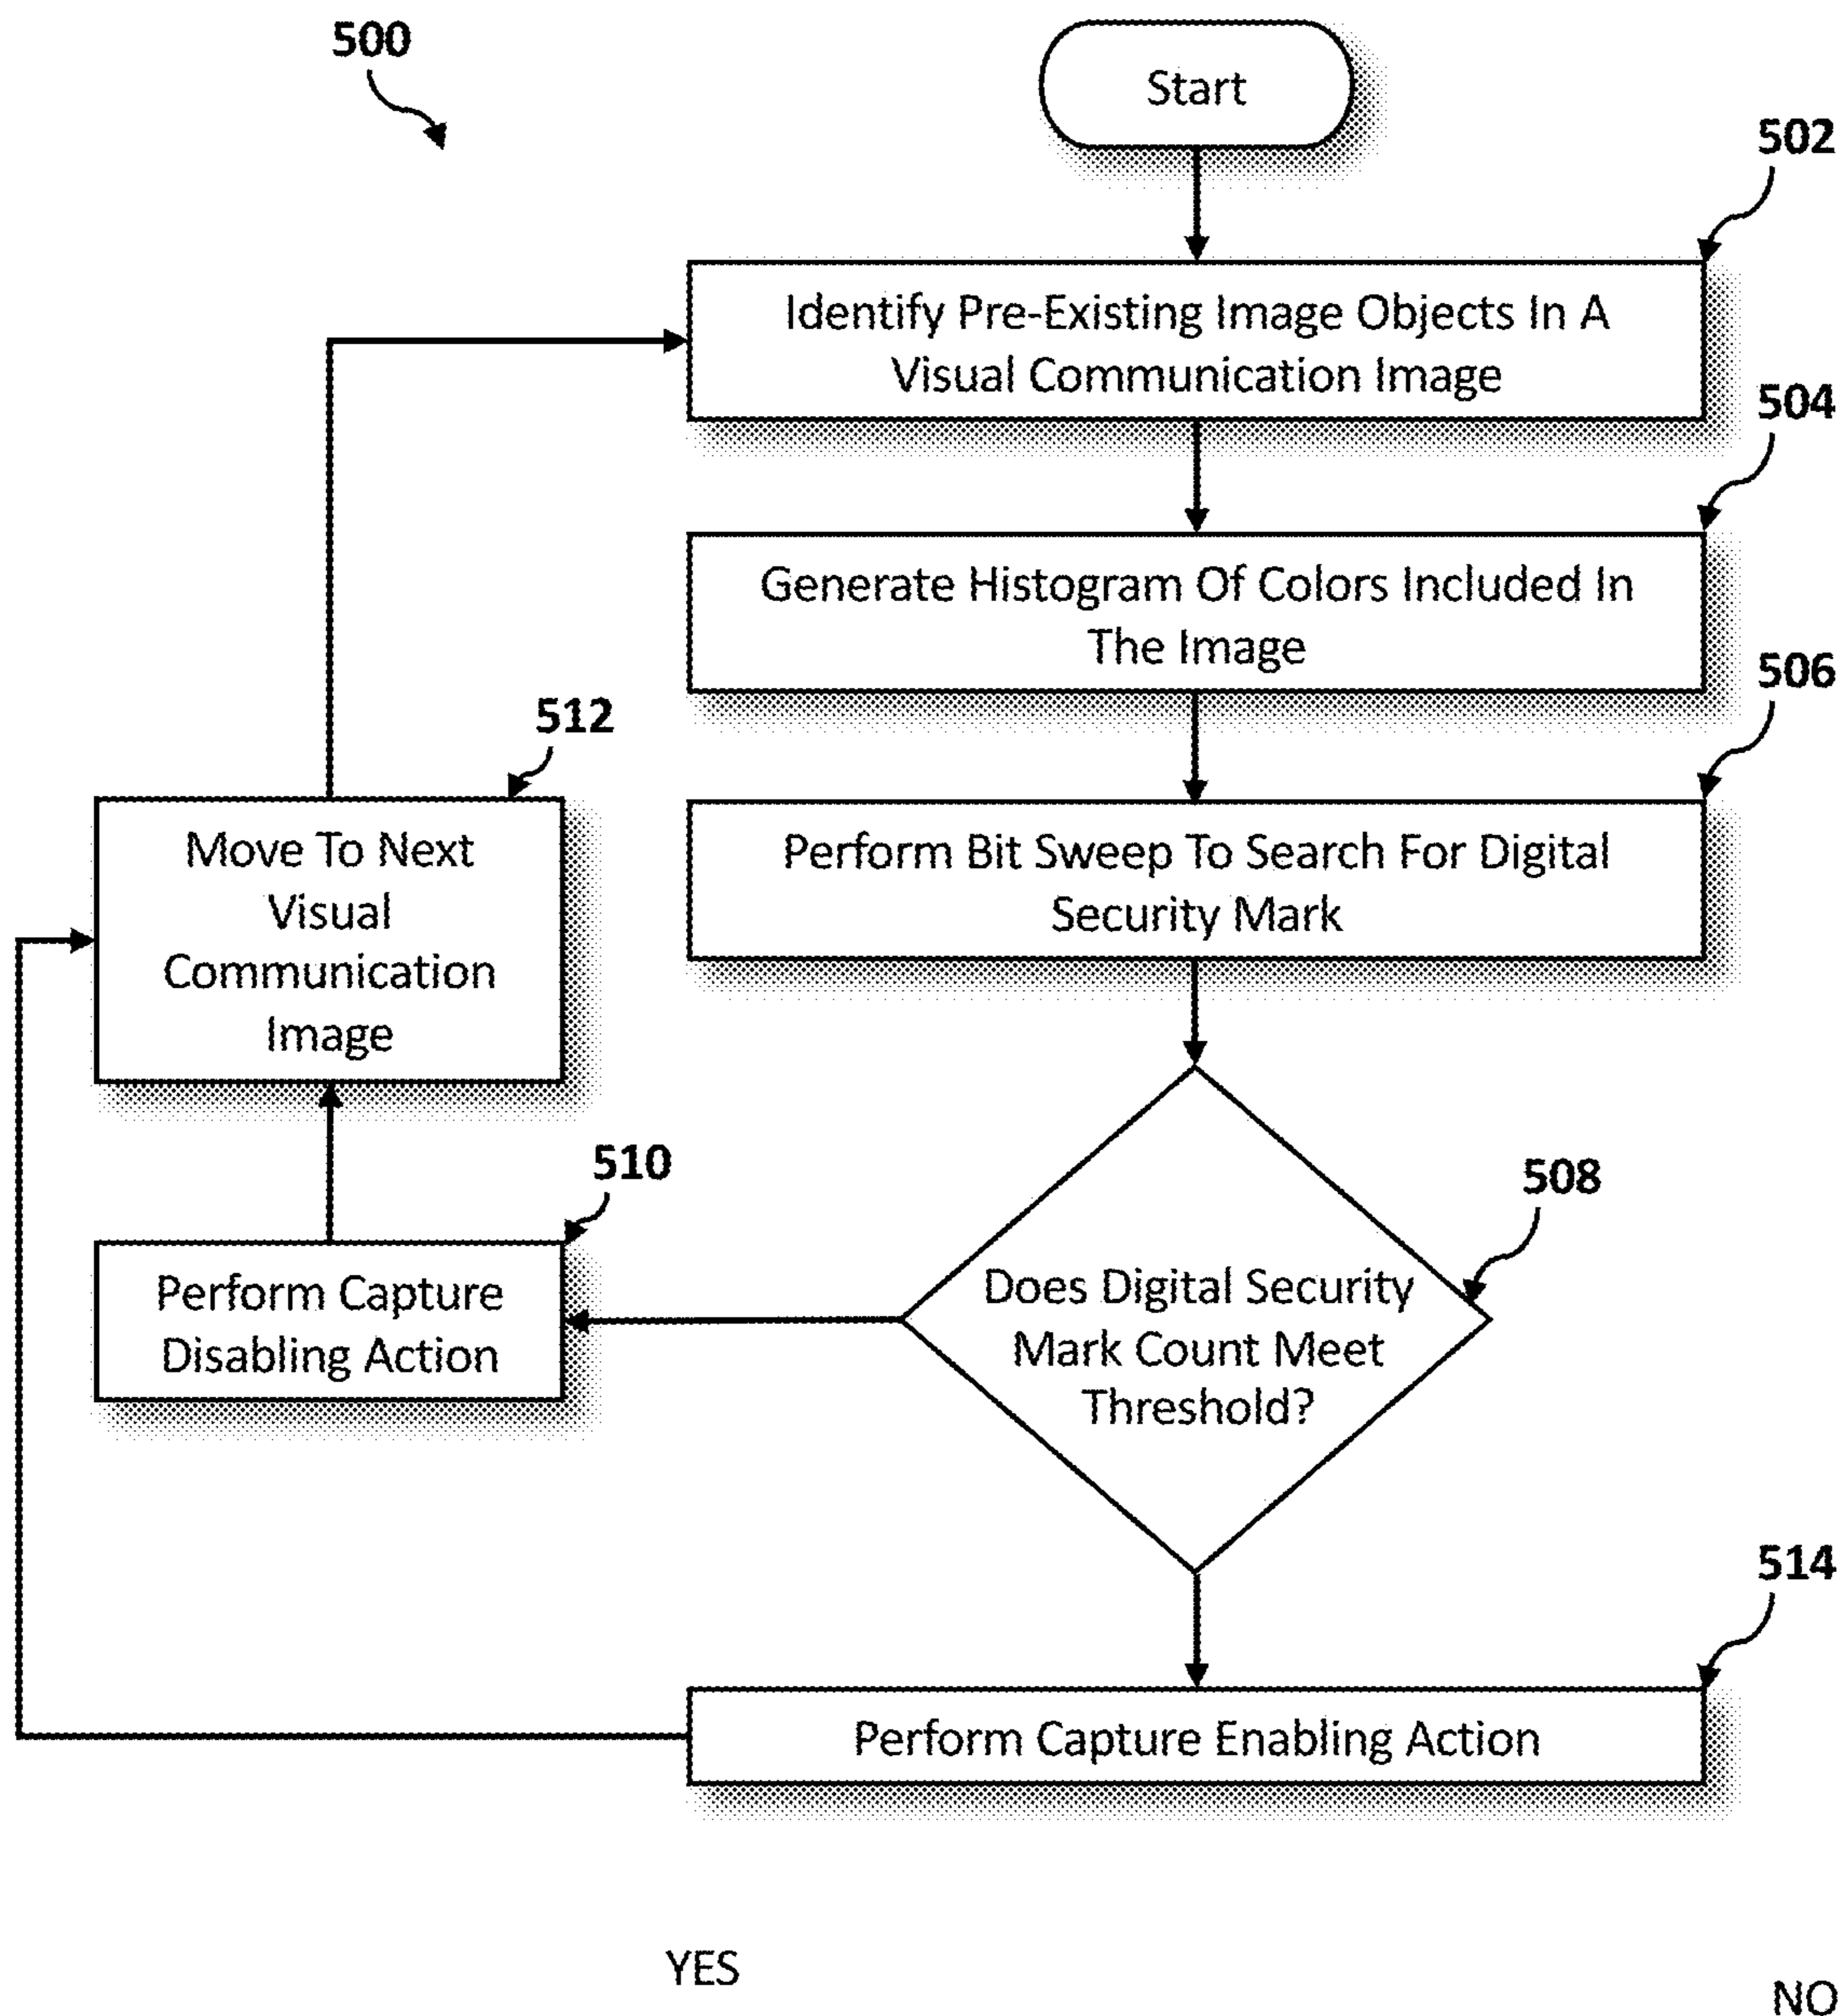 500
Start
502
Identify Pre-Existing Image Objects In A
Visual Communication Image
504
Generate Histogram Of Colors Included In
The Image
506
Perform Bit Sweep To Search For Digital
Security Mark
512
Move To Next
Visual
Communication
Image
510
Perform Capture
Disabling Action
508
Does Digital Security
Mark Count Meet
Threshold?
514
Perform Capture Enabling Action
YES
NO